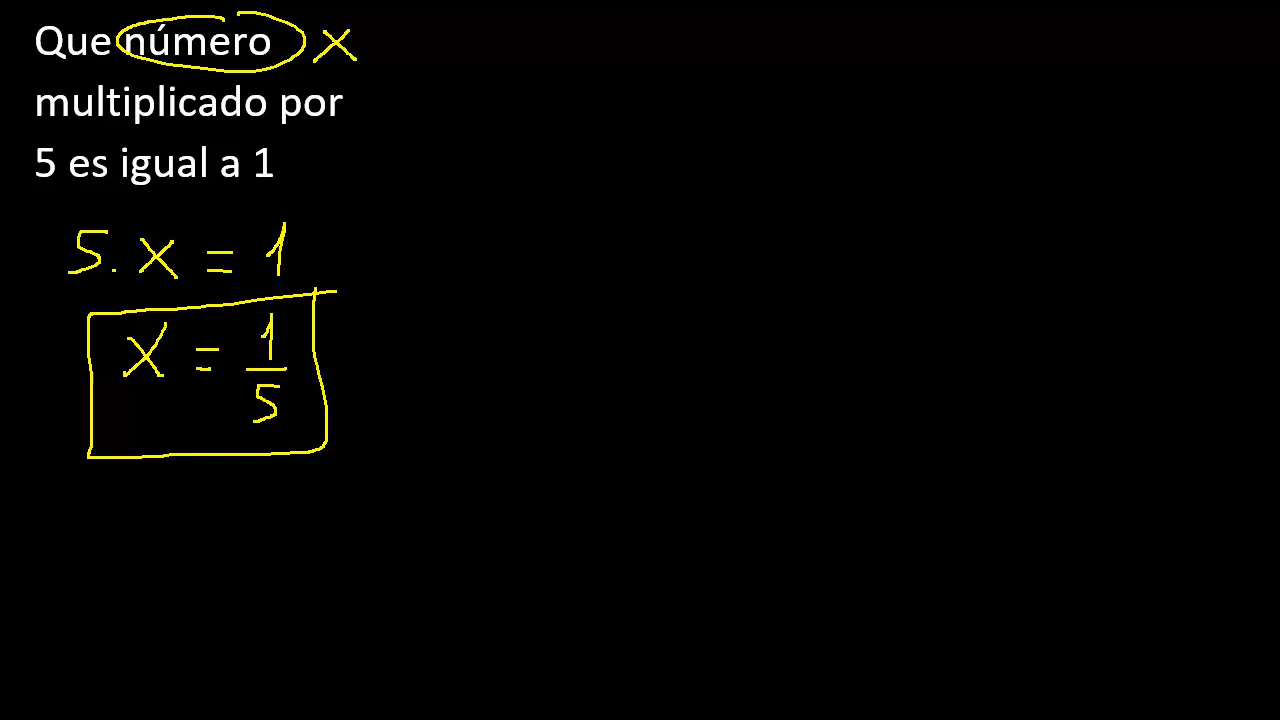 Que número x
multiplicado por
5 es igual a 1
5. x = 1
x = 1/5